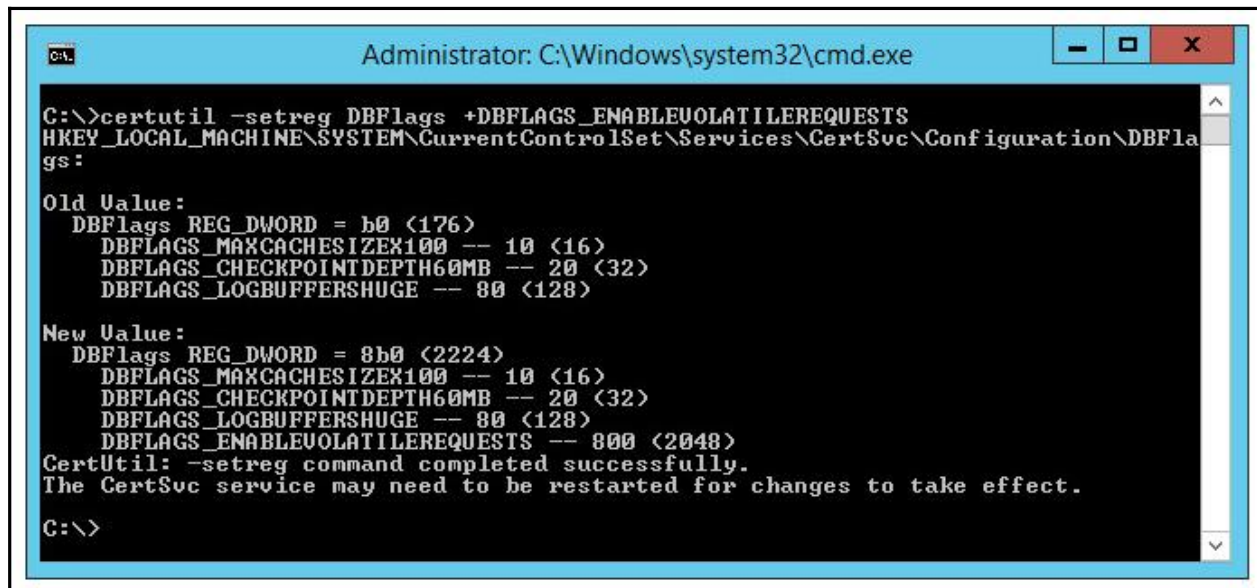 Administrator: C:\Windows\system32\cmd.exe
C:\>certutil -setreg DBFlags +DBFLAGS_ENABLEVOLATILEREQUESTS
HKEY_LOCAL_MACHINE\SYSTEM\CurrentControlSet\Services\CertSvc\Configuration\DBFla
gs:
Old Value:
DBFlags REG_DWORD = b0 (176)
DBFLAGS_MAXCACHESIZEX100 -- 10 (16)
DBFLAGS_CHECKPOINTDEPTH60MB -- 20 (32)
DBFLAGS_LOGBUFFERSHUGE -- 80 (128)
New Value:
DBFlags REG_DWORD = 8b0 (2224)
DBFLAGS_MAXCACHESIZEX100 -- 10 (16)
DBFLAGS_CHECKPOINTDEPTH60MB -- 20 (32)
DBFLAGS_LOGBUFFERSHUGE -- 80 (128)
DBFLAGS_ENABLEVOLATILEREQUESTS -- 800 (2048)
CertUtil: -setreg command completed successfully.
The CertSvc service may need to be restarted for changes to take effect.
C:\>